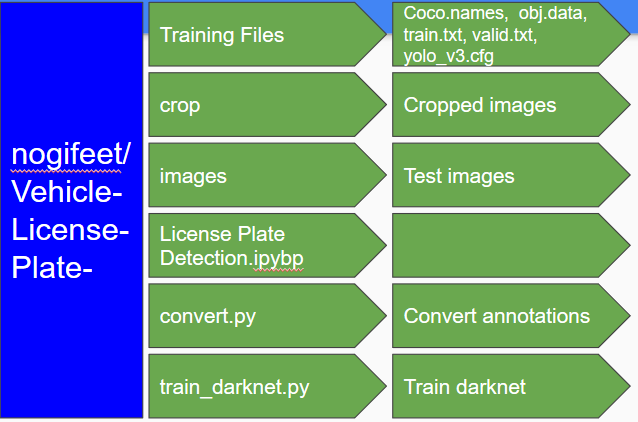 nogifeet/
Vehicle-
License-
Plate-
Training Files
Coco.names, obj.data,
train.txt, valid.txt,
yolo_v3.cfg
crop
Cropped images
images
Test images
License Plate
Detection.ipybp
convert.py
Convert annotations
train_darknet.py
Train darknet